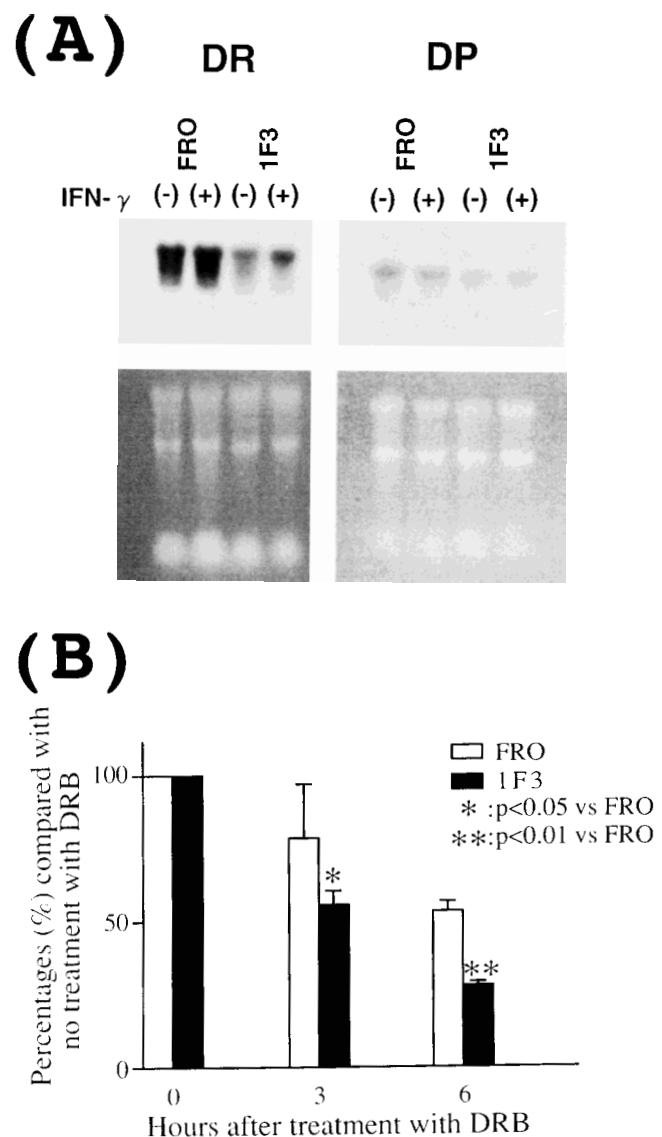 (A)
DR DP
FRO 1F3 FRO 1F3
IFN-γ (-) (+) (-) (+) (-) (+) (-) (+)
(B)
Percentages (%) compared with
no treatment with DRB
100
50
0
FRO
1F3
* :p<0.05 vs FRO
**:p<0.01 vs FRO
*
**
0 3 6
Hours after treatment with DRB